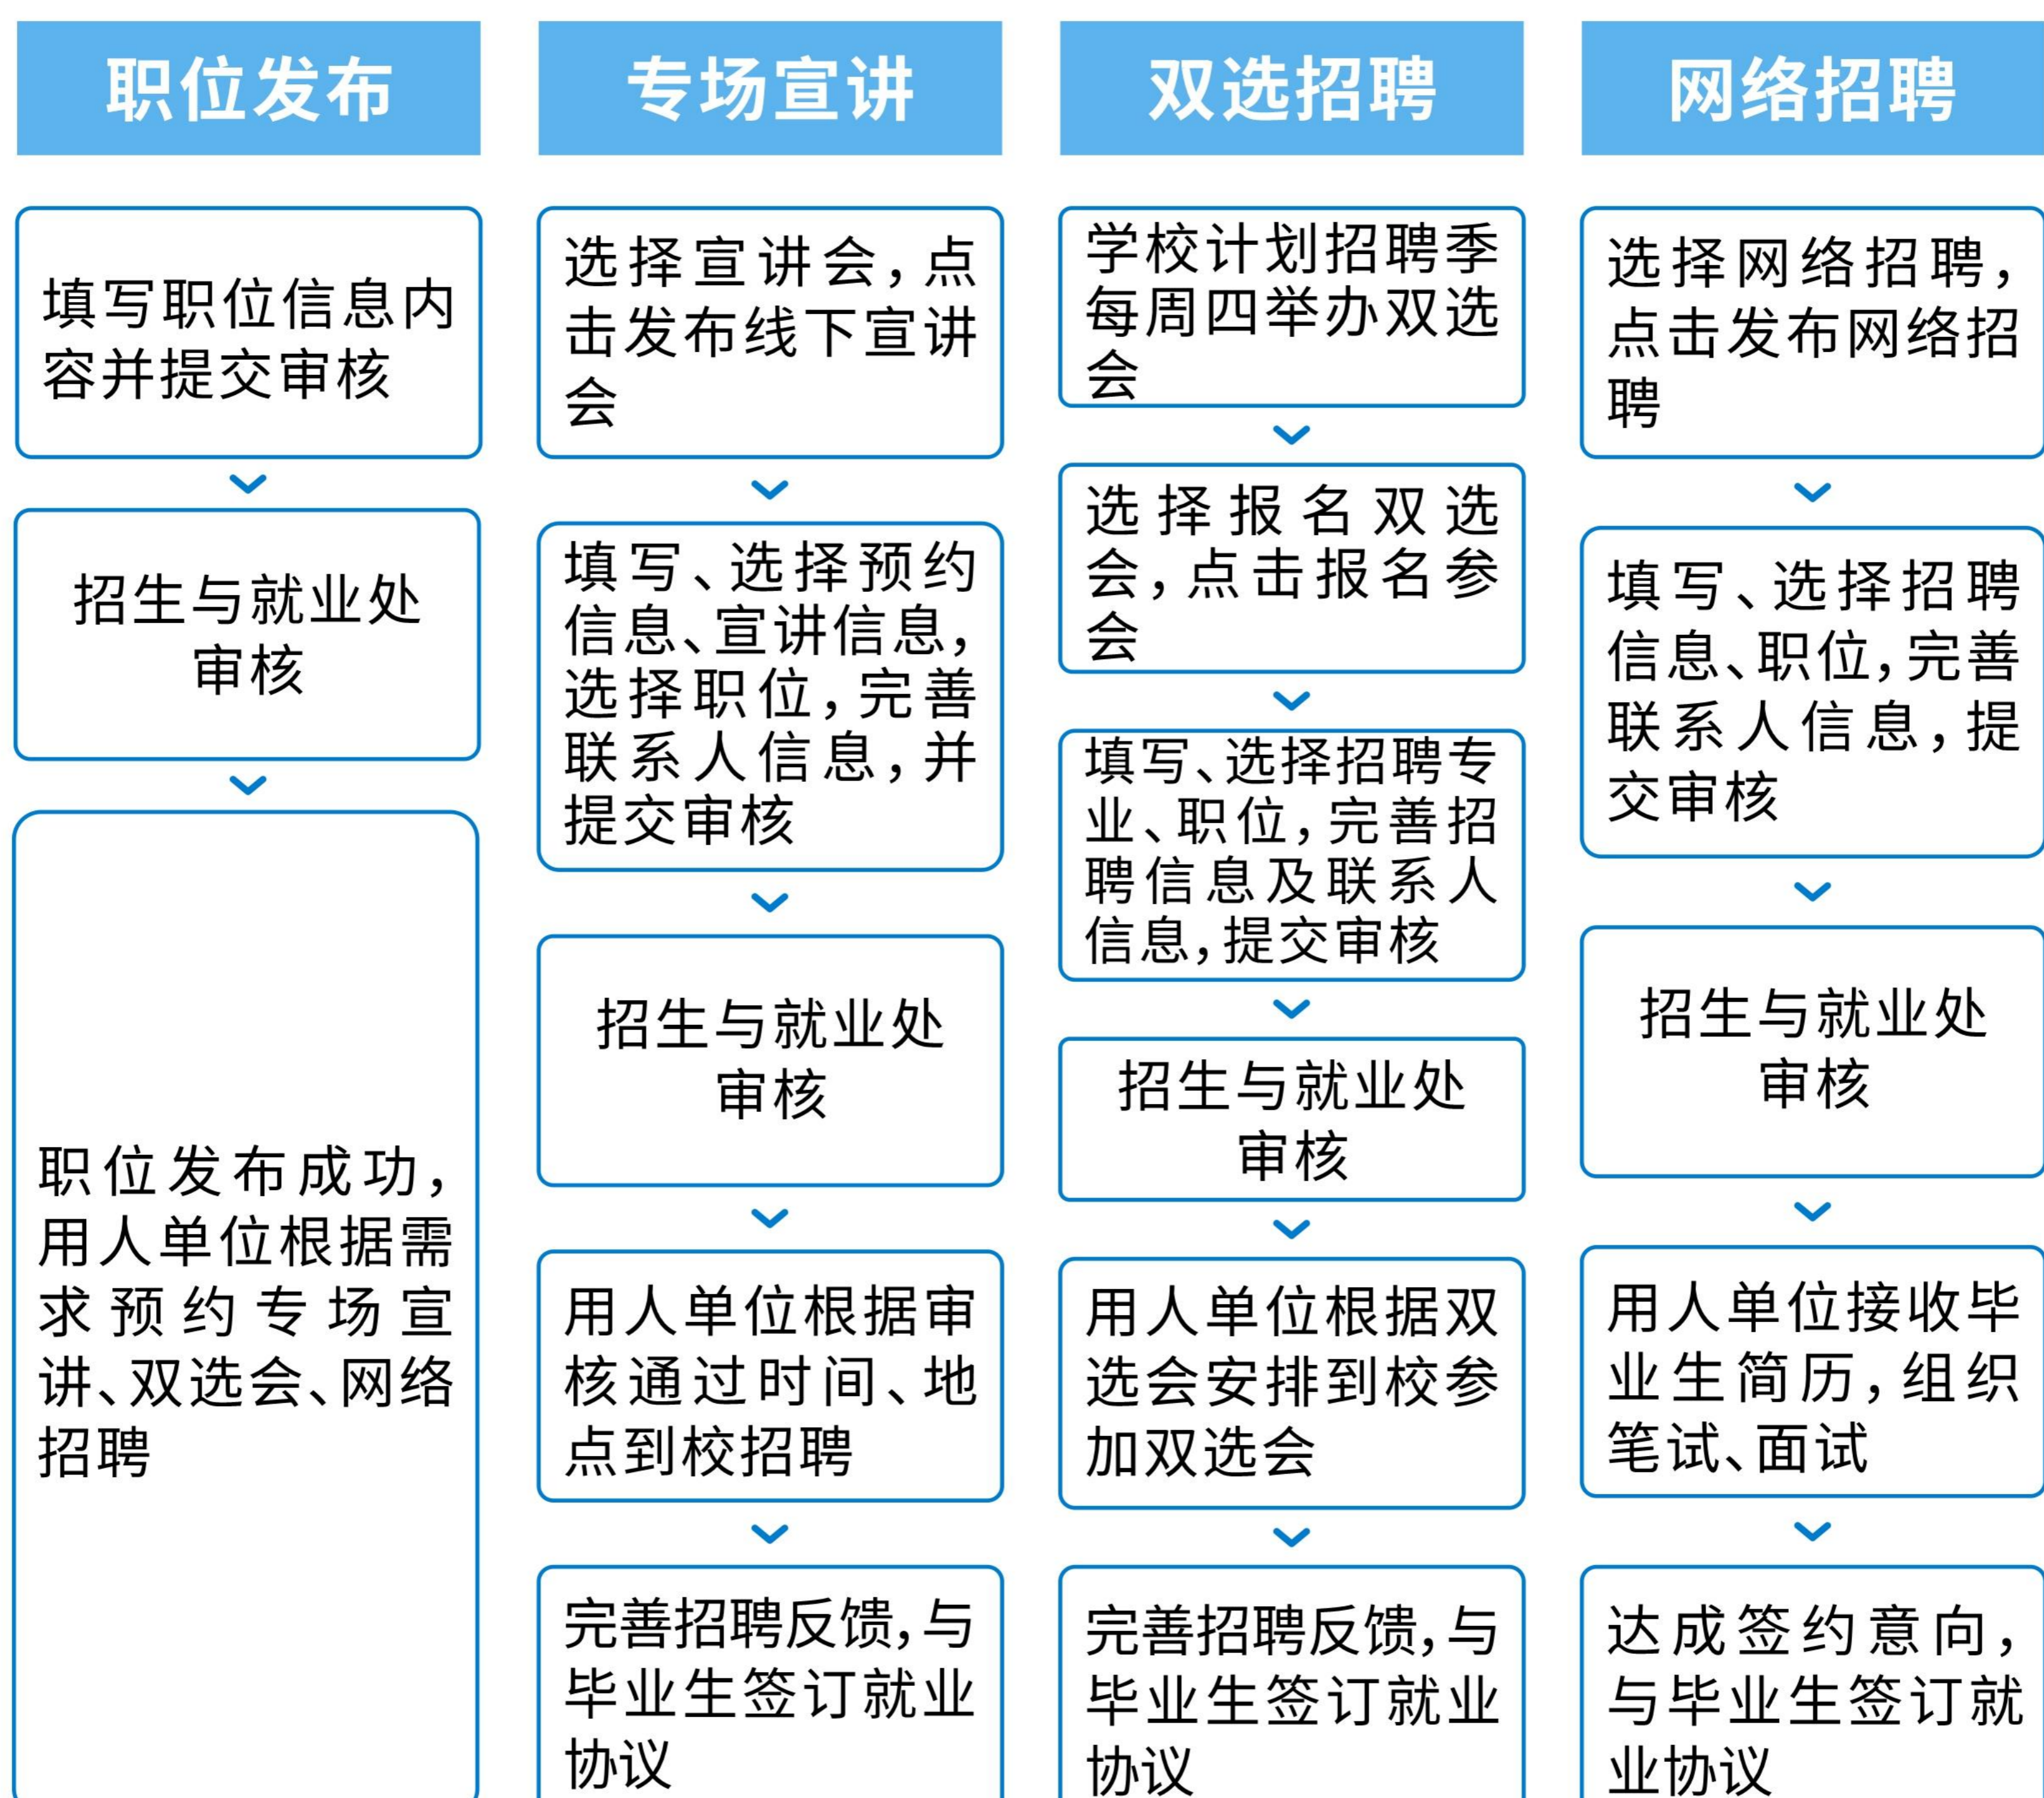 职位发布
填写职位信息内
容并提交审核
招生与就业处
审核
职位发布成功，
用人单位根据需
求预约专场宣
讲、双选会、网络
招聘
专场宣讲
选择宣讲会，点
击发布线下宣讲
会
填写、选择预约
信息、宣讲信息，
选择职位，完善
联系人信息，并
提交审核
招生与就业处
审核
用人单位根据审
核通过时间、地
点到校招聘
完善招聘反馈，与
毕业生签订就业
协议
双选招聘
学校计划招聘季
每周四举办双选
会
选择报名双选
会，点击报名参
会
填写、选择招聘专
业、职位，完善招
聘信息及联系人
信息，提交审核
招生与就业处
审核
用人单位根据双
选会安排到校参
加双选会
完善招聘反馈，与
毕业生签订就业
协议
网络招聘
选择网络招聘，
点击发布网络招
聘
填写、选择招聘
信息、职位，完善
联系人信息，提
交审核
招生与就业处
审核
用人单位接收毕
业生简历，组织
笔试、面试
达成签约意向，
与毕业生签订就
业协议